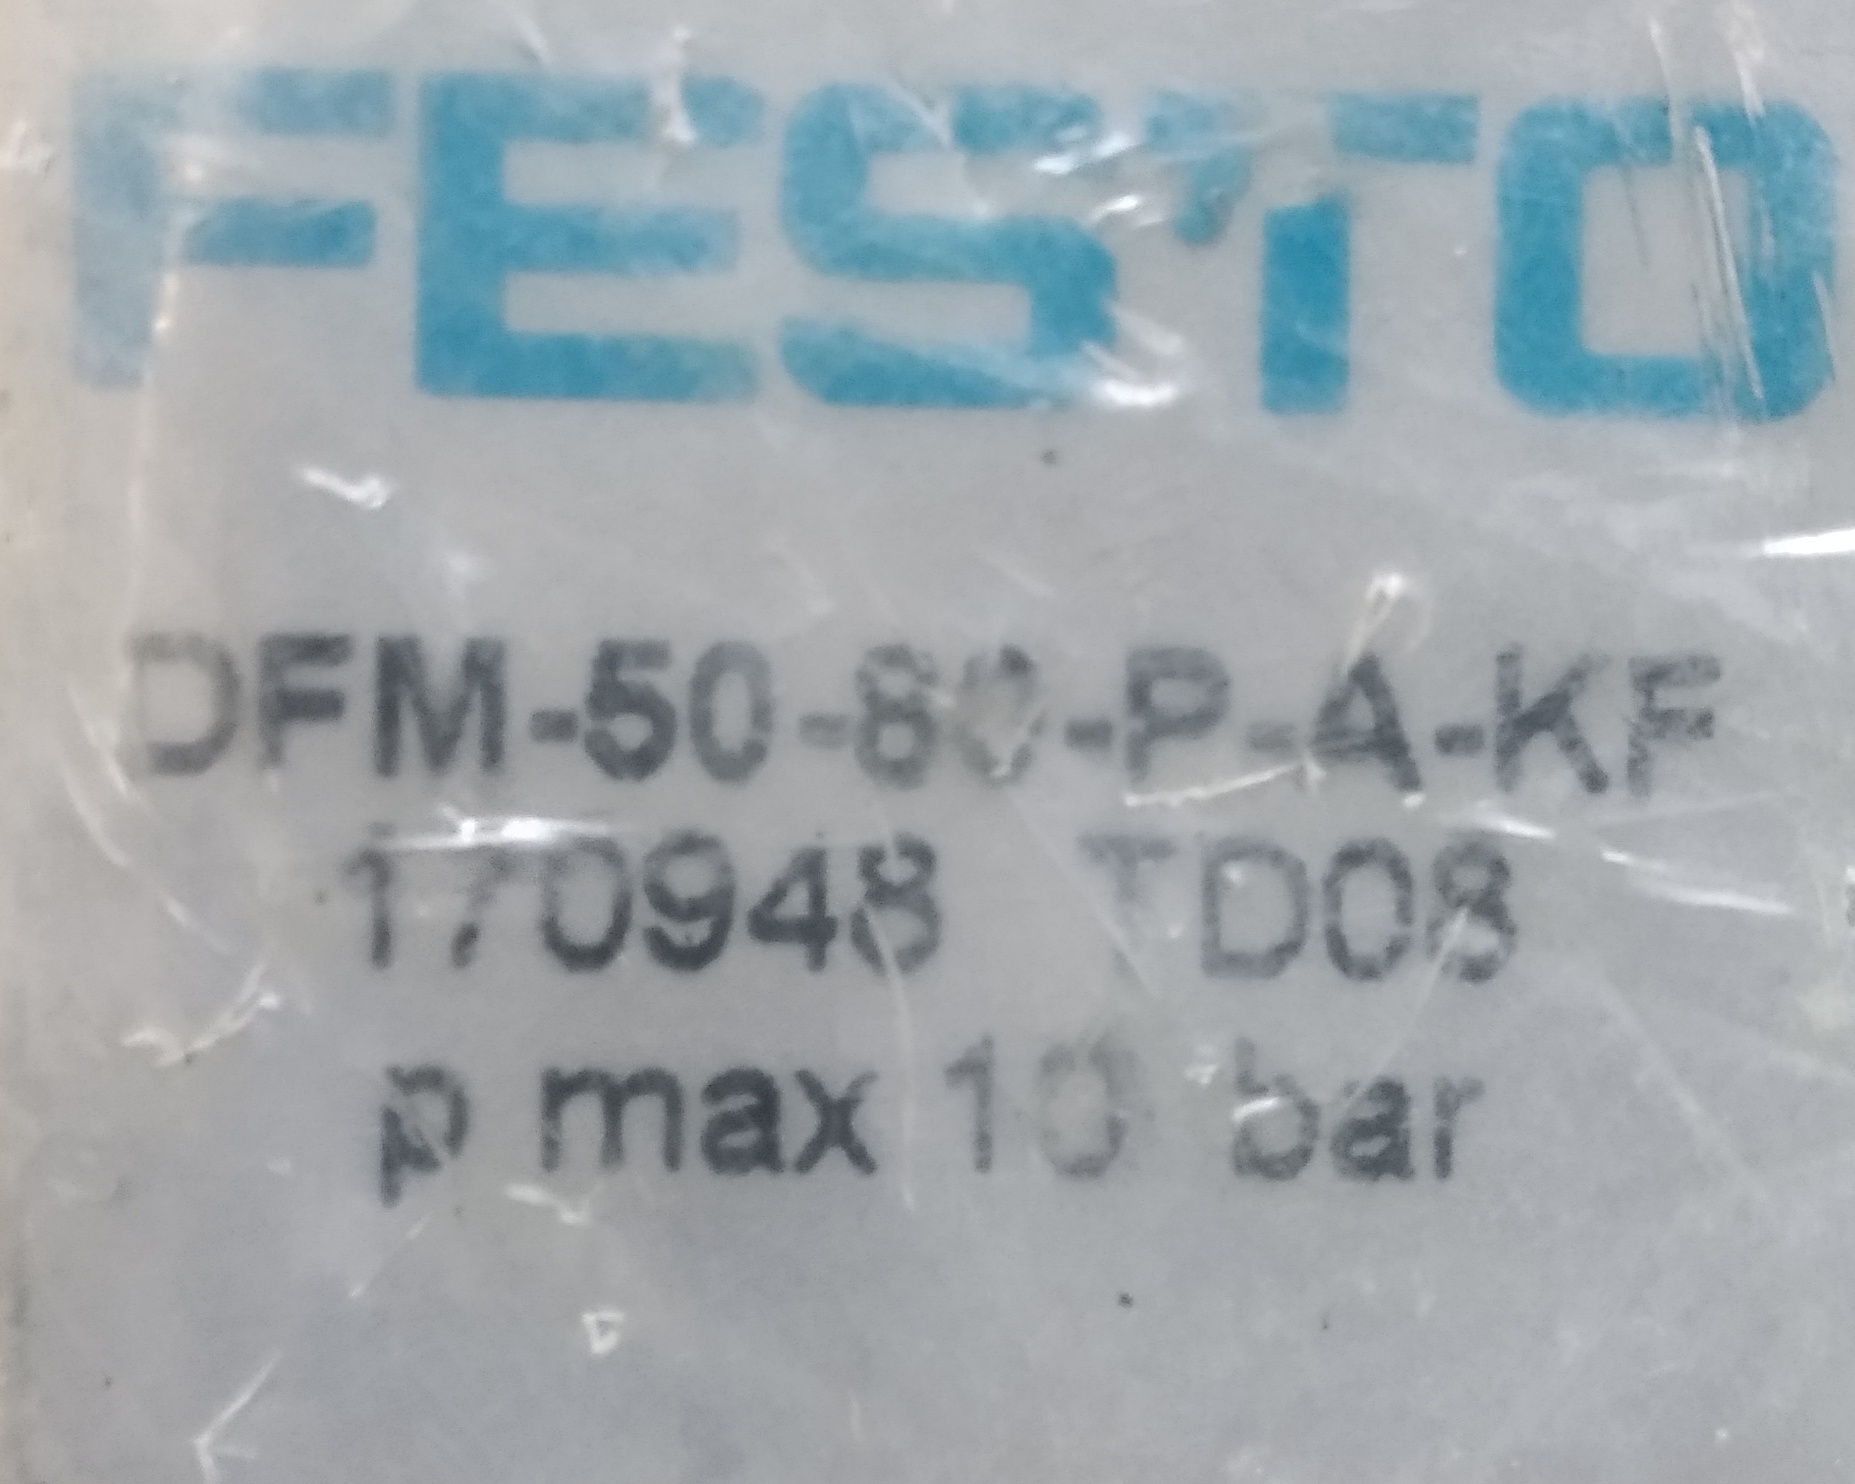 FESTO
DFM-50-80-P-A-KF
170948 TD08
p max 10 bar